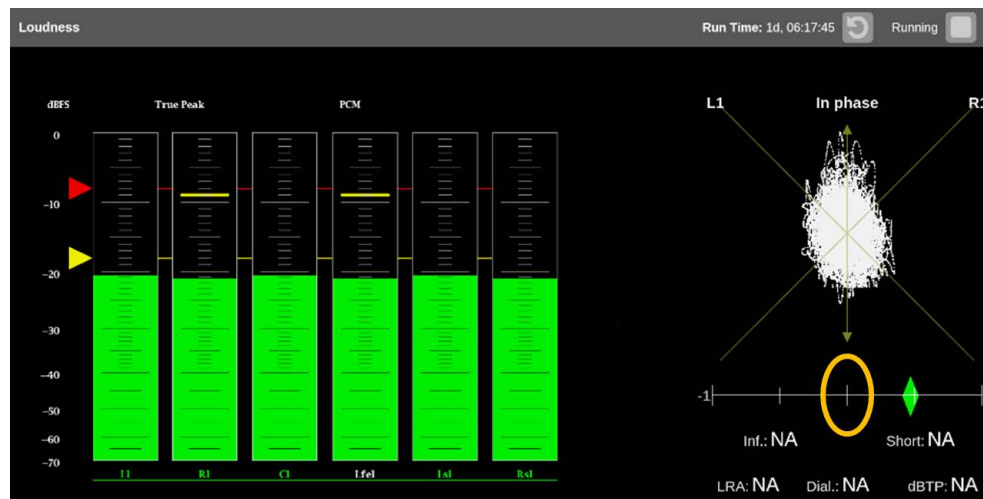 Loudness
Run Time: 1d, 06:17:45
Running
dBFS
True Peak
PCM
0
–10
–20
–30
–40
–50
–60
–70
L1
R1
C1
Lfe1
Ls1
Rs1
L1
In phase
R1
-1
Inf.: NA
Short: NA
LRA: NA
Dial.: NA
dBTP: NA